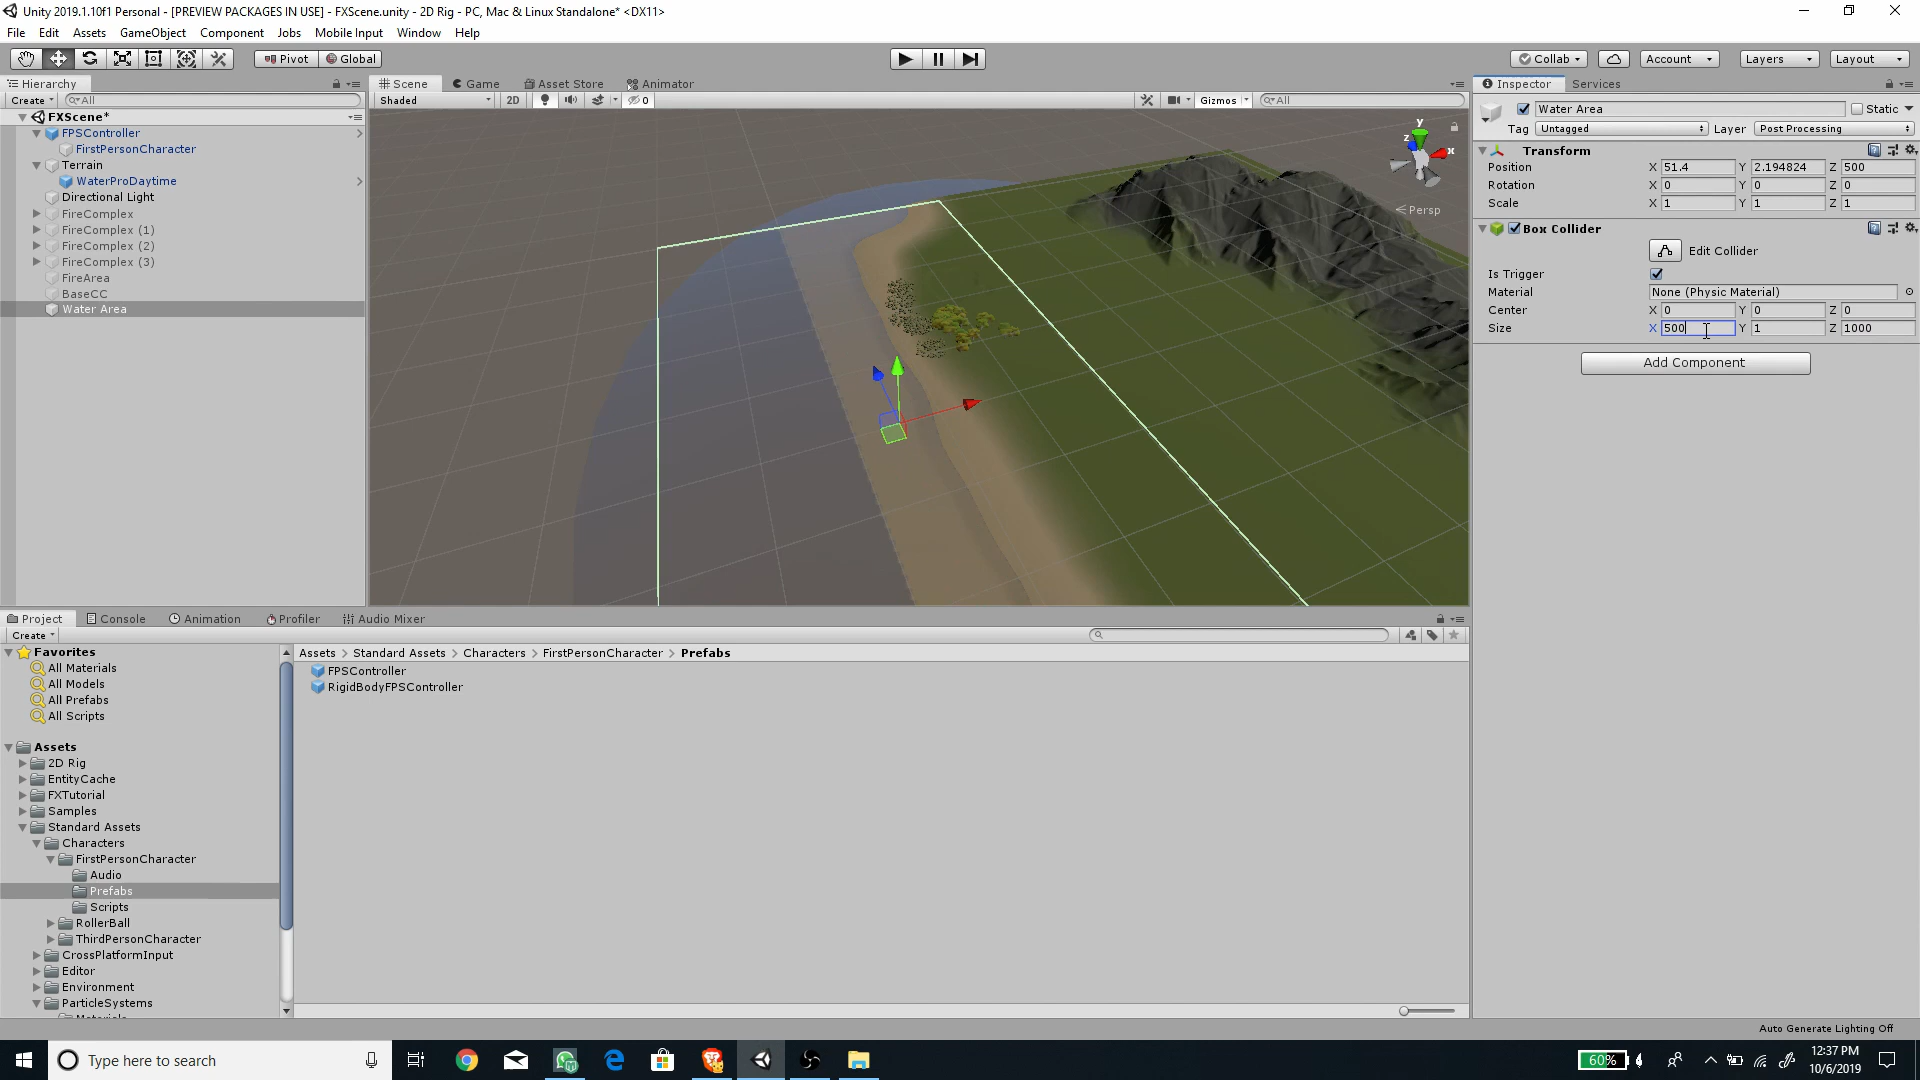 Unity 2019.1.10f1 Personal - [PREVIEW PACKAGES IN USE] - FXScene.unity - 2D Rig - PC, Mac & Linux Standalone* <DX11>
File Edit Assets GameObject Component Jobs Mobile Input Window Help
Pivot Global Collab Account Layers Layout
Hierarchy Scene Game Asset Store Animator Inspector Services
Create All Shaded 2D 0 Gizmos All
FXScene*
FPSController
FirstPersonCharacter
Terrain
WaterProDaytime
Directional Light
FireComplex
FireComplex (1)
FireComplex (2)
FireComplex (3)
FireArea
BaseCC
Water Area
y
z
x
Persp
Water Area Static
Tag Untagged Layer Post Processing
Transform
Position X 51.4 Y 2.194824 Z 500
Rotation X 0 Y 0 Z 0
Scale X 1 Y 1 Z 1
Box Collider
Edit Collider
Is Trigger
Material None (Physic Material)
Center X 0 Y 0 Z 0
Size X 500 Y 1 Z 1000
Add Component
Project Console Animation Profiler Audio Mixer
Create
Favorites
All Materials
All Models
All Prefabs
All Scripts
Assets
2D Rig
EntityCache
FXTutorial
Samples
Standard Assets
Characters
FirstPersonCharacter
Audio
Prefabs
Scripts
RollerBall
ThirdPersonCharacter
CrossPlatformInput
Editor
Environment
ParticleSystems
Materials
Assets > Standard Assets > Characters > FirstPersonCharacter > Prefabs
FPSController
RigidBodyFPSController
Auto Generate Lighting Off
Type here to search
60%
12:37 PM
10/6/2019